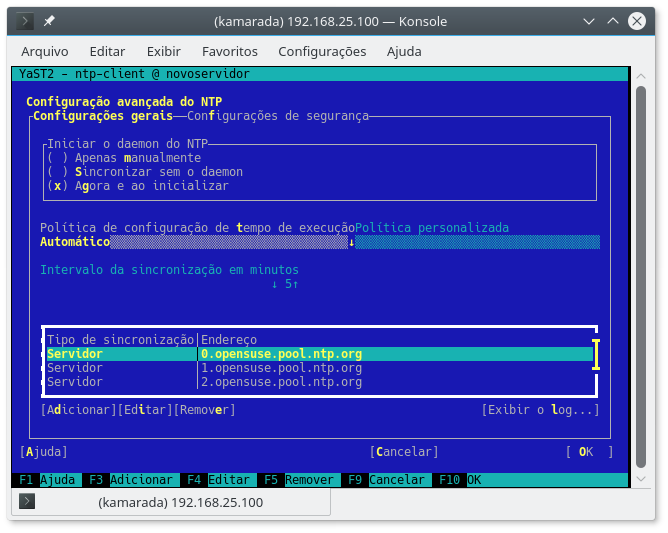 (kamarada) 192.168.25.100 — Konsole
Arquivo Editar Exibir Favoritos Configurações Ajuda
YaST2 - ntp-client @ novoservidor
Configuração avançada do NTP
Configurações gerais——Configurações de segurança
Iniciar o daemon do NTP
( ) Apenas manualmente
( ) Sincronizar sem o daemon
(x) Agora e ao inicializar
Política de configuração de tempo de execuçãoPolítica personalizada
Automático ↓
Intervalo da sincronização em minutos
↓ 5↑
Tipo de sincronização│Endereço
Servidor │0.opensuse.pool.ntp.org
Servidor │1.opensuse.pool.ntp.org
Servidor │2.opensuse.pool.ntp.org
[Adicionar][Editar][Remover] [Exibir o log...]
[Ajuda] [Cancelar] [ OK ]
F1 Ajuda F3 Adicionar F4 Editar F5 Remover F9 Cancelar F10 OK
(kamarada) 192.168.25.100